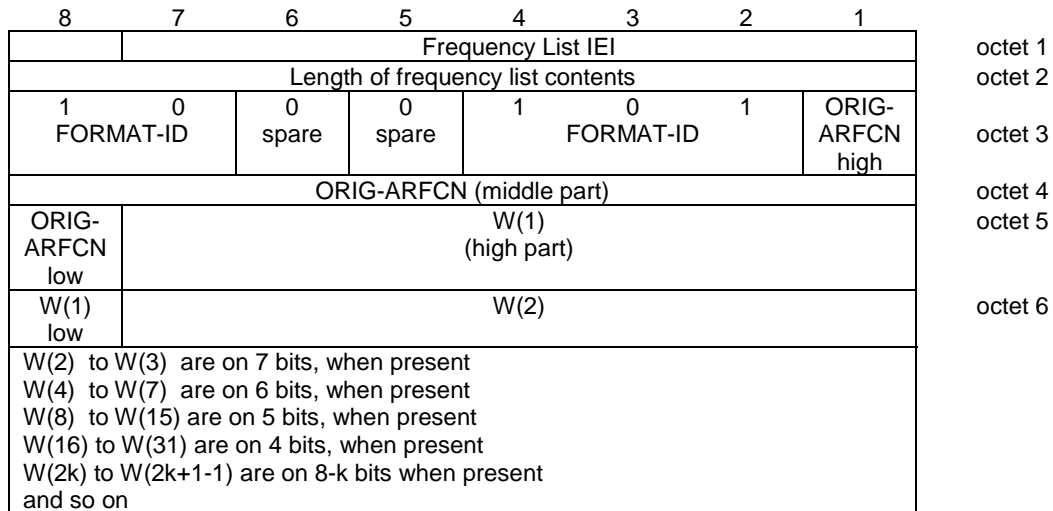 8 7 6 5 4 3 2 1
Frequency List IEI octet 1
Length of frequency list contents octet 2
1 0 0 0 1 0 1 ORIG-
FORMAT-ID spare spare FORMAT-ID ARFCN octet 3
high
ORIG-ARFCN (middle part) octet 4
ORIG- W(1) octet 5
ARFCN (high part)
low
W(1) W(2) octet 6
low
W(2) to W(3) are on 7 bits, when present
W(4) to W(7) are on 6 bits, when present
W(8) to W(15) are on 5 bits, when present
W(16) to W(31) are on 4 bits, when present
W(2k) to W(2k+1-1) are on 8-k bits when present
and so on